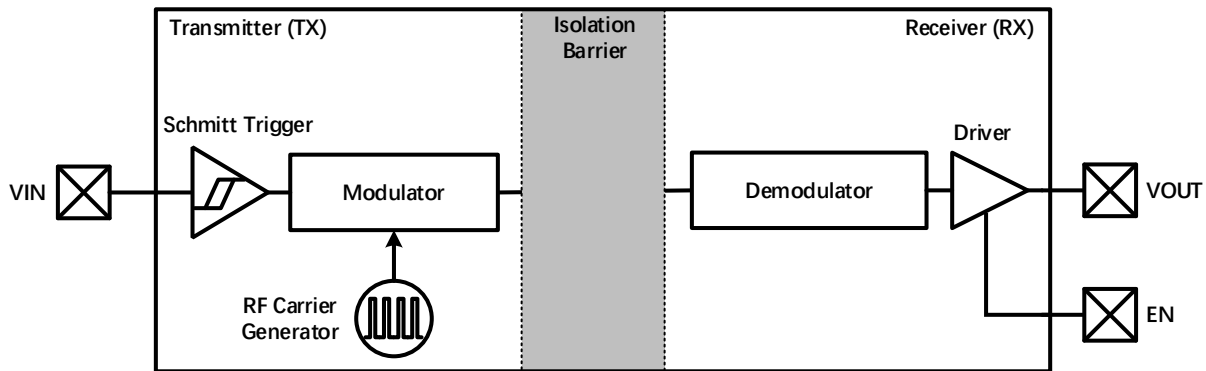 Transmitter (TX)
Isolation
Barrier
Receiver (RX)
Schmitt Trigger
Driver
VIN
Modulator
Demodulator
VOUT
RF Carrier
Generator
EN